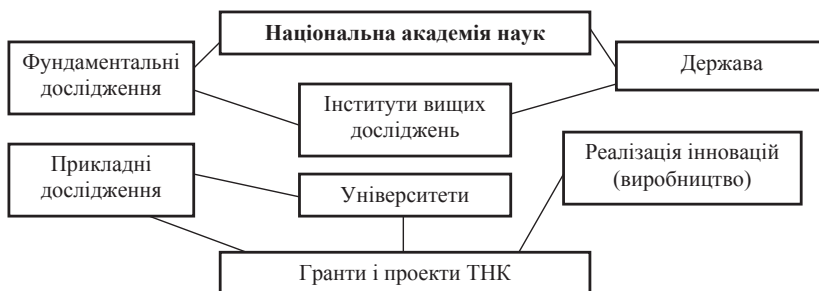 Національна академія наук
Фундаментальні
дослідження
Держава
Інститути вищих
досліджень
Прикладні
дослідження
Реалізація інновацій
(виробництво)
Університети
Гранти і проекти ТНК